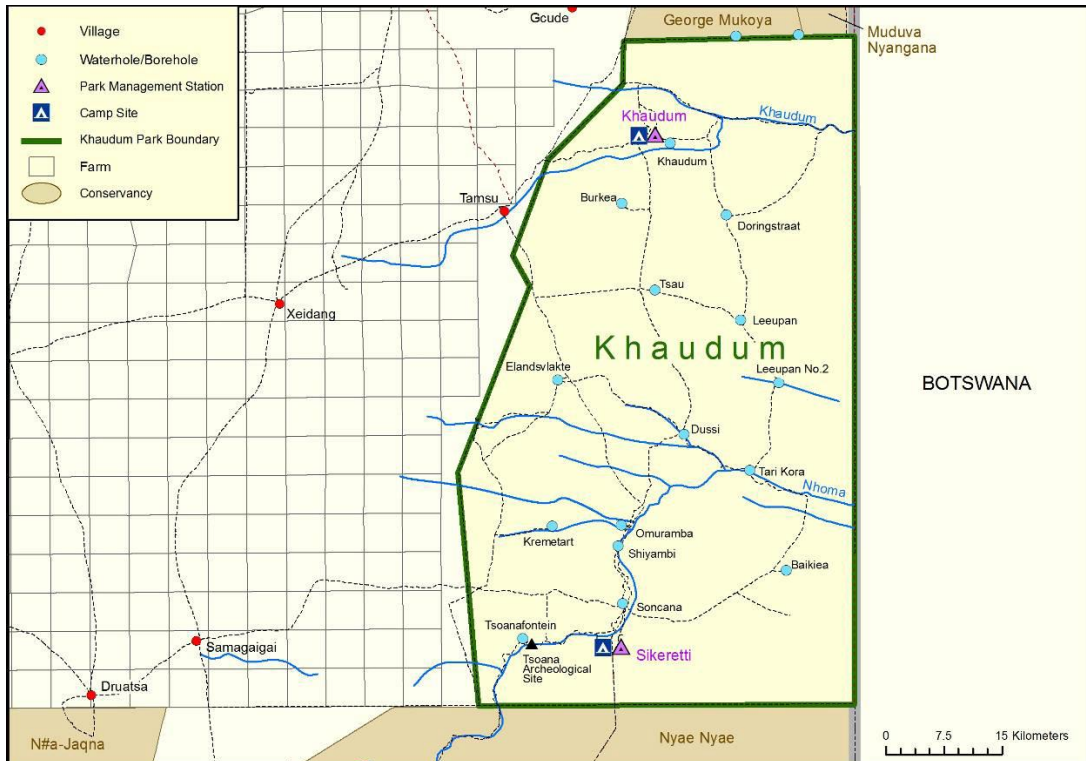 Village
Waterhole/Borehole
Park Management Station
Camp Site
Khaudum Park Boundary
Farm
Conservancy
Gcude
George Mukoya
Muduva
Nyangana
Khaudum
Khaudum
Khaudum
Tamsu
Burkea
Doringstraat
Xeidang
Tsau
Leeupan
Khaudum
Elandsvlakte
Leeupan No.2
BOTSWANA
Dussi
Tari Kora
Nhoma
Kremetart
Omuramba
Shiyambi
Baikiea
Soncana
Tsoanafontein
Samagaigai
Tsoana
Archeological
Site
Sikeretti
Druatsa
N#a-Jaqna
Nyae Nyae
0 7.5 15 Kilometers